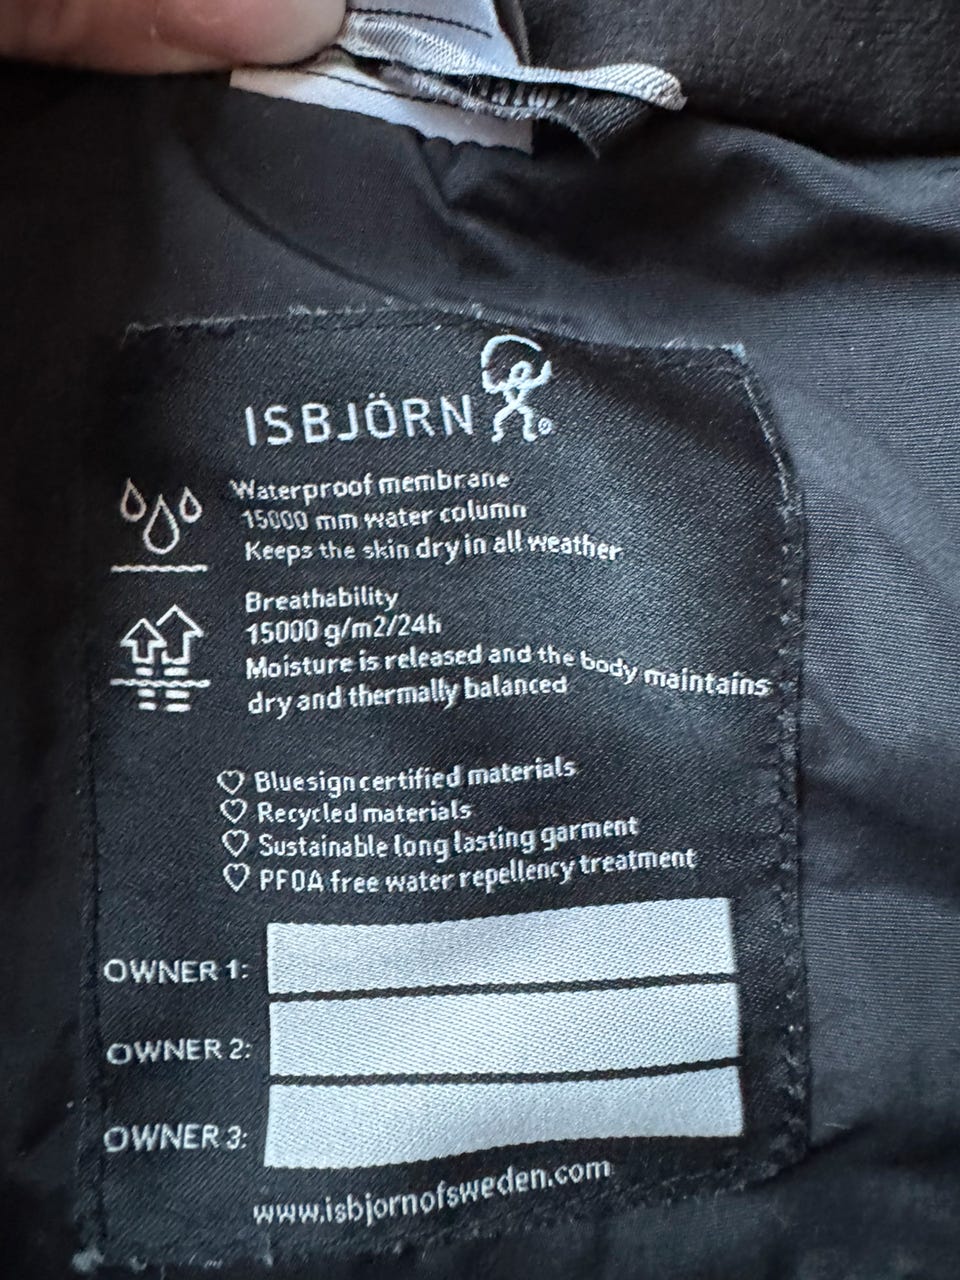 ISBJÖRN
Waterproof membrane
15000 mm water column
Keeps the skin dry in all weather
Breathability
15000 g/m2/24h
Moisture is released and the body maintains
dry and thermally balanced
Bluesign certified materials
Recycled materials
Sustainable long lasting garment
PFOA free water repellency treatment
OWNER 1:
OWNER 2:
OWNER 3:
www.isbjornofsweden.com